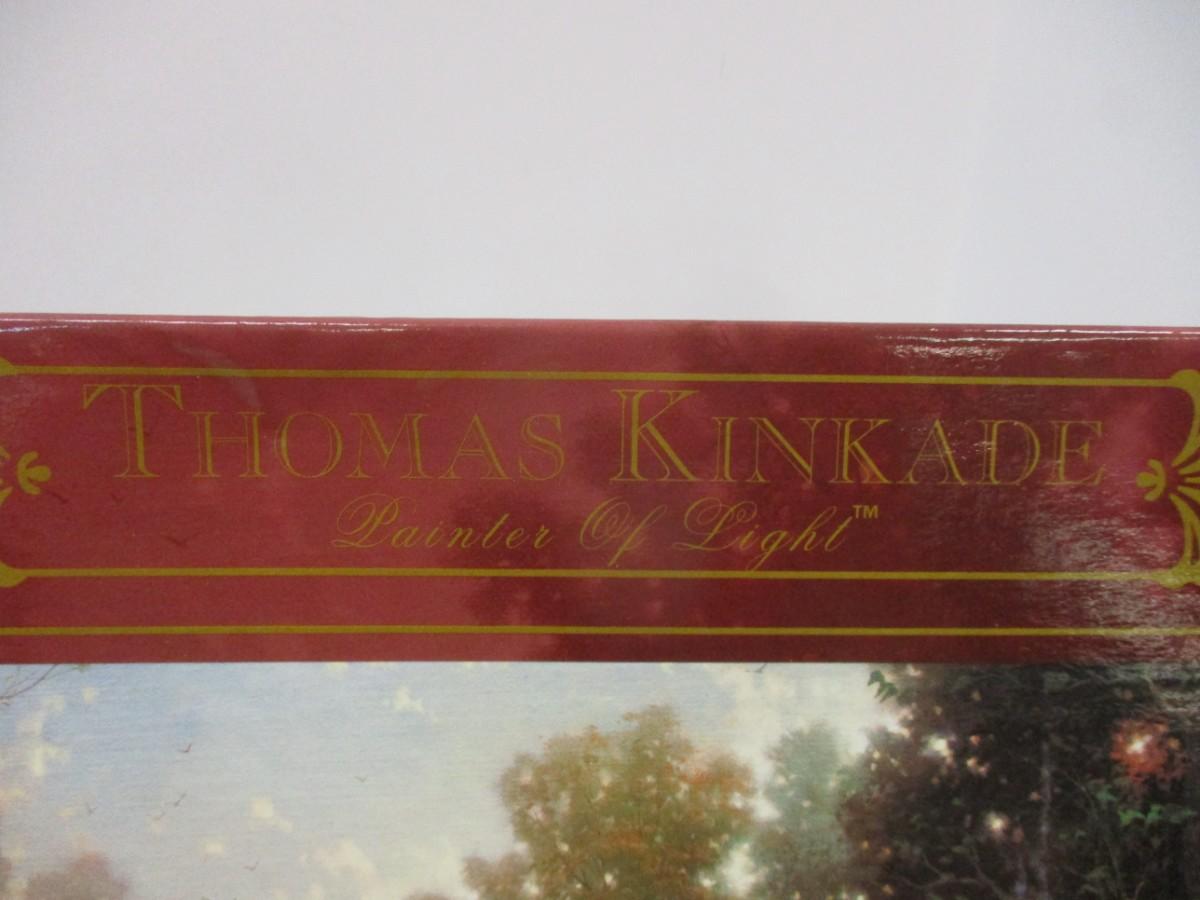 THOMAS KINKADE
Painter Of Light™